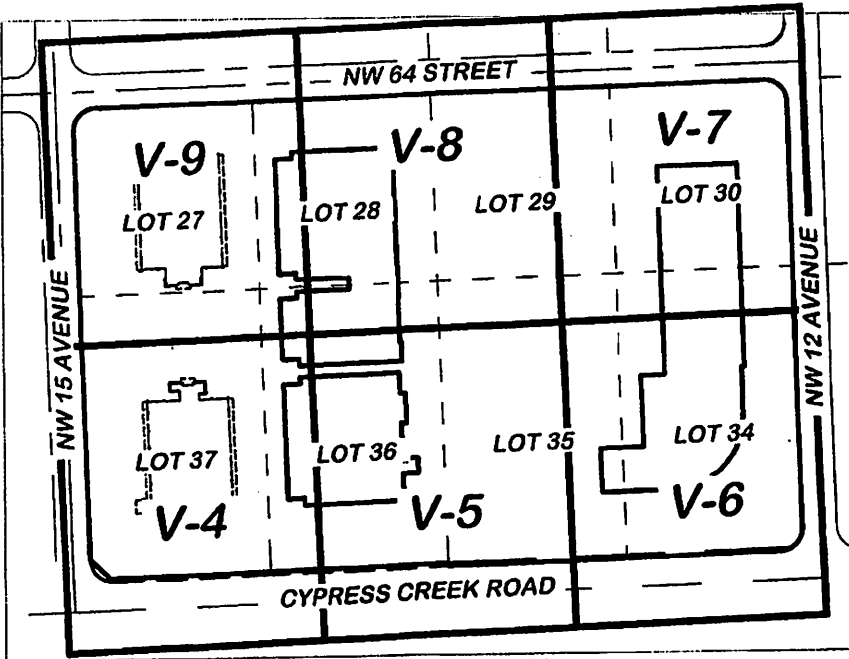 NW 64 STREET
V-9
V-8
V-7
LOT 27
LOT 28
LOT 29
LOT 30
NW 15 AVENUE
NW 12 AVENUE
LOT 37
LOT 36
LOT 35
LOT 34
V-4
V-5
V-6
CYPRESS CREEK ROAD